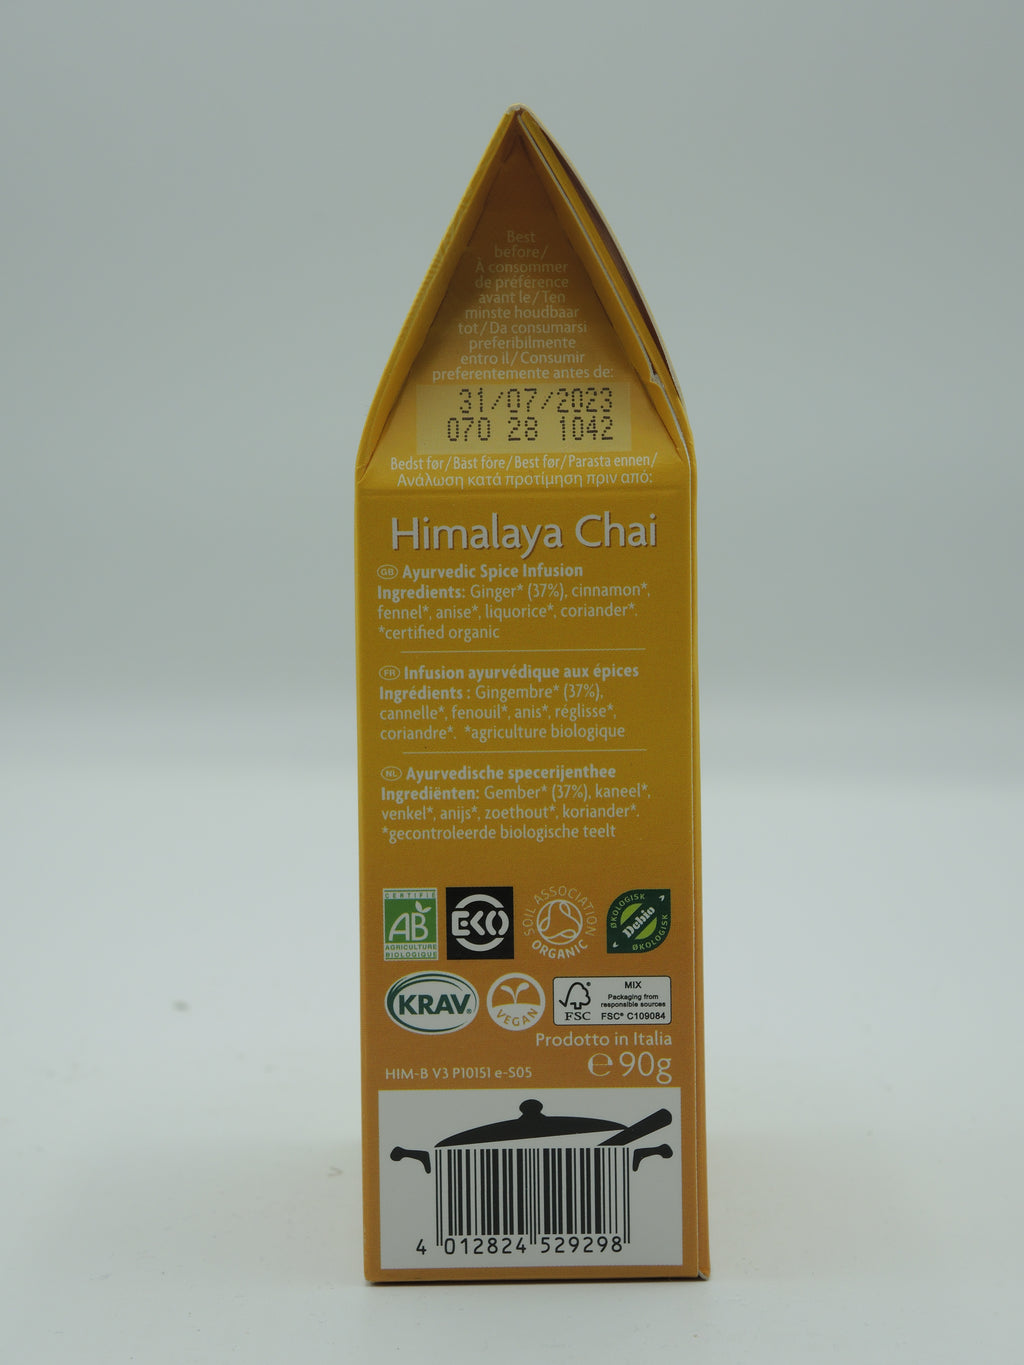 Best
before/
À consommer
de préférence
avant le/Ten
minste houdbaar
tot/Da consumarsi
preferibilmente
entro il/Consumir
preferentemente antes de:
31/07/2023
070 28 1042
Bedst før/Bäst före/Best før/Parasta ennen/
Ανάλωση κατά προτίμηση πριν από:
Himalaya Chai
GB Ayurvedic Spice Infusion
Ingredients: Ginger* (37%), cinnamon*,
fennel*, anise*, liquorice*, coriander*.
*certified organic
FR Infusion ayurvédique aux épices
Ingrédients : Gingembre* (37%),
cannelle*, fenouil*, anis*, réglisse*,
coriandre*. *agriculture biologique
NL Ayurvedische specerijenthee
Ingrediënten: Gember* (37%), kaneel*,
venkel*, anijs*, zoethout*, koriander*.
*gecontroleerde biologische teelt
CERTIFIÉ
AB
AGRICULTURE
BIOLOGIQUE
EKO
SOIL ASSOCIATION
ORGANIC
ØKOLOGISK
Debio
ØKOLOGISK
KRAV®
VEGAN
FSC
MIX
Packaging from
responsible sources
FSC® C109084
Prodotto in Italia
HIM-B V3 P10151 e-S05
℮ 90g
4 012824 529298